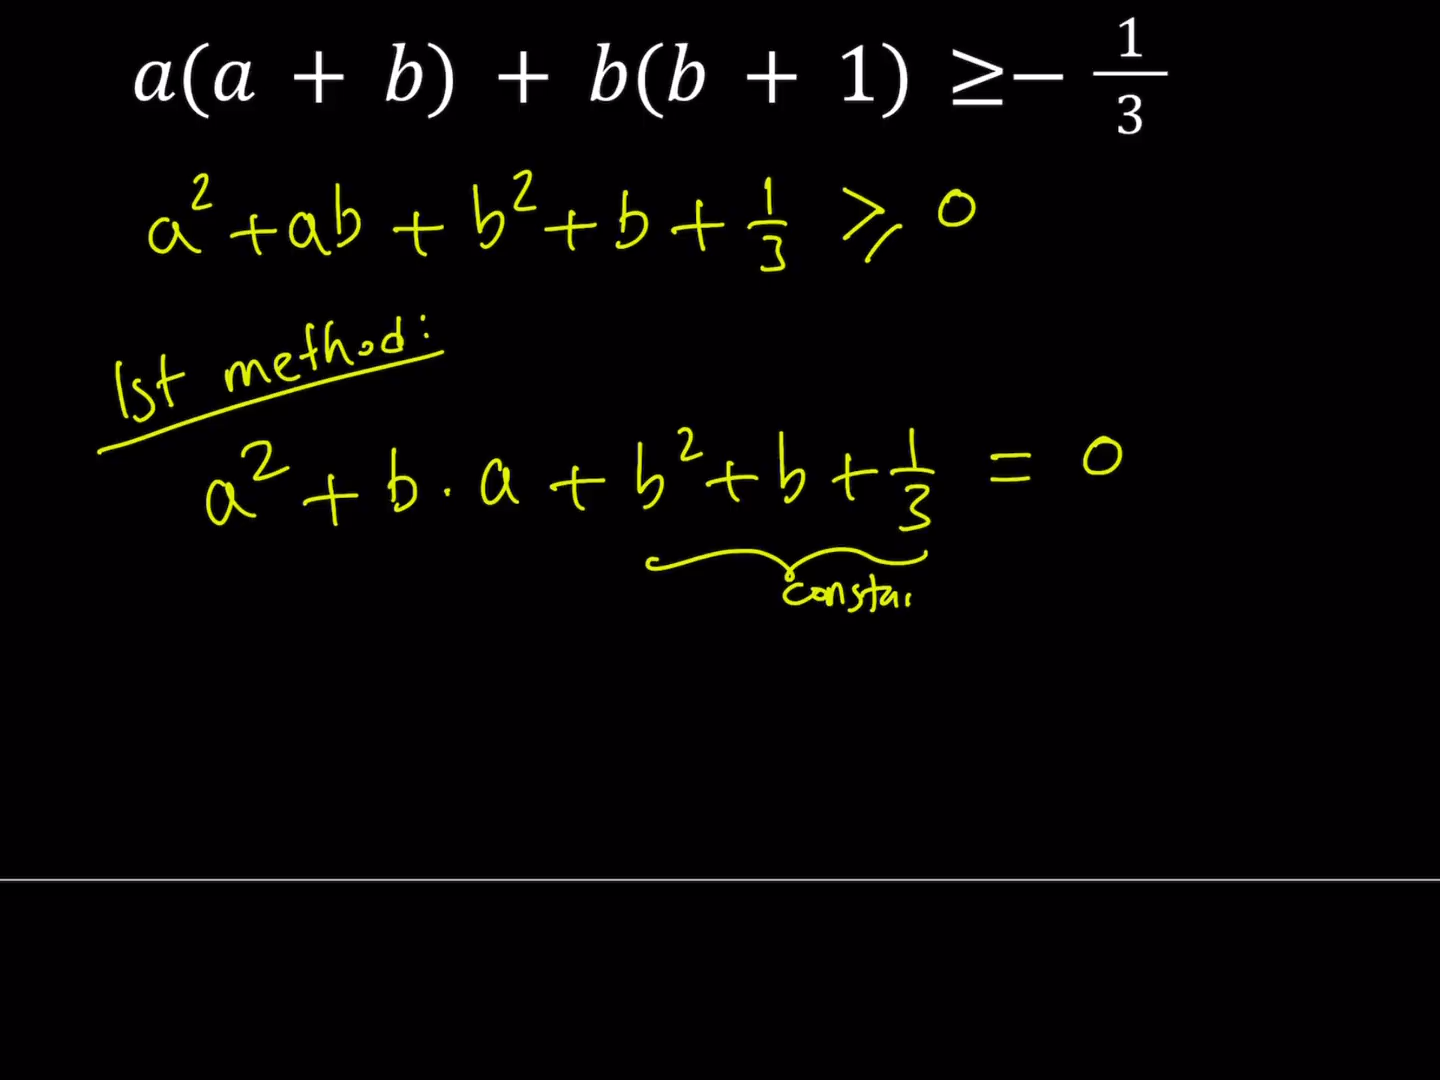 a(a + b) + b(b + 1) ≥ − 1/3
a² + ab + b² + b + 1/3 ≥ 0
1st method:
a² + b · a + b² + b + 1/3 = 0